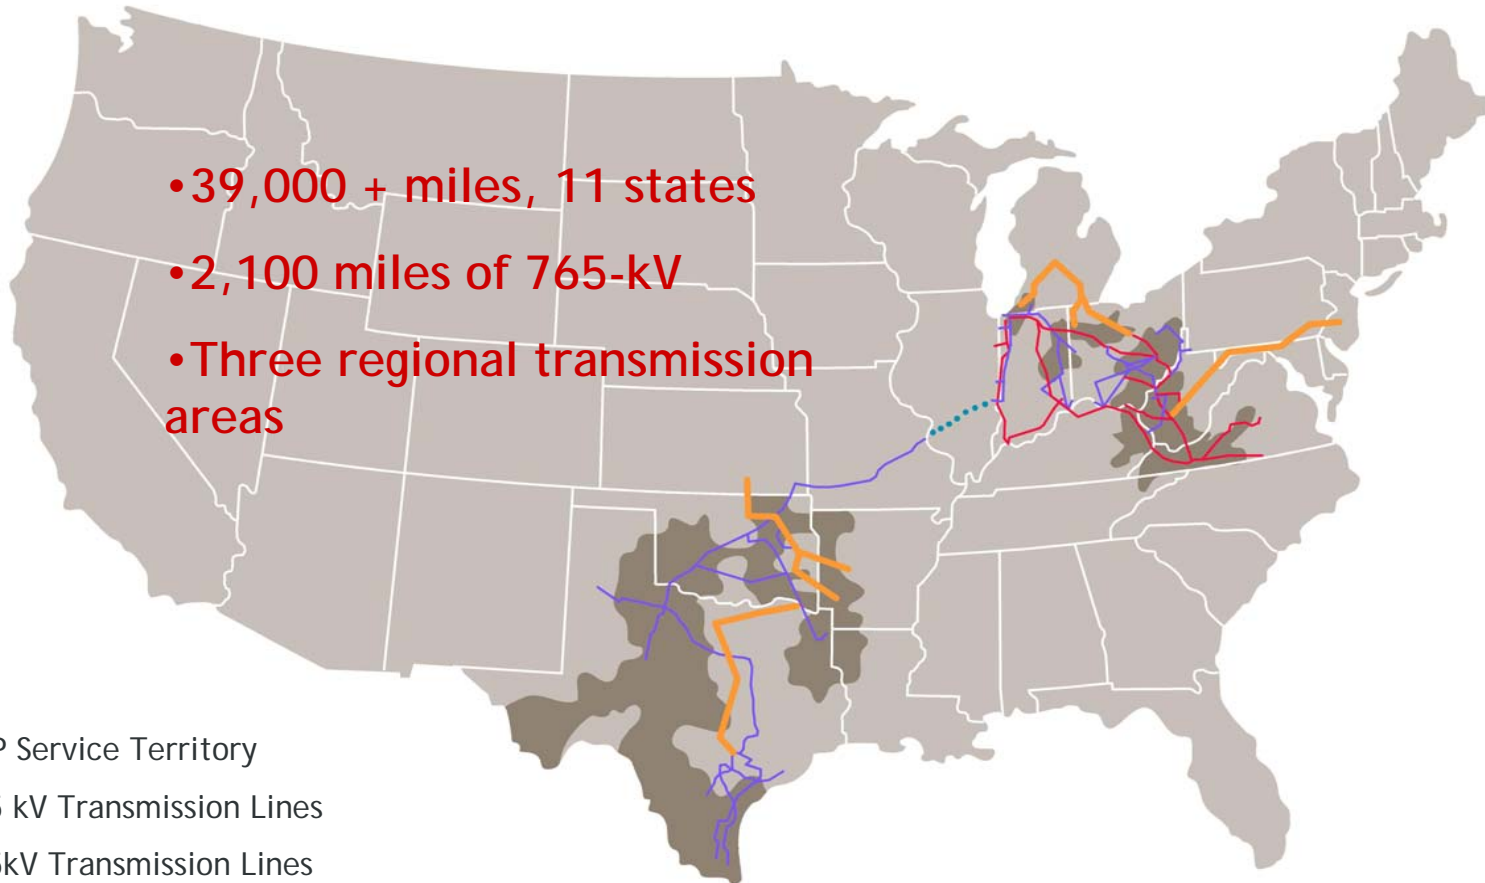 •39,000 + miles, 11 states
•2,100 miles of 765-kV
•Three regional transmission
areas
Service Territory
kV Transmission Lines
Transmission Lines